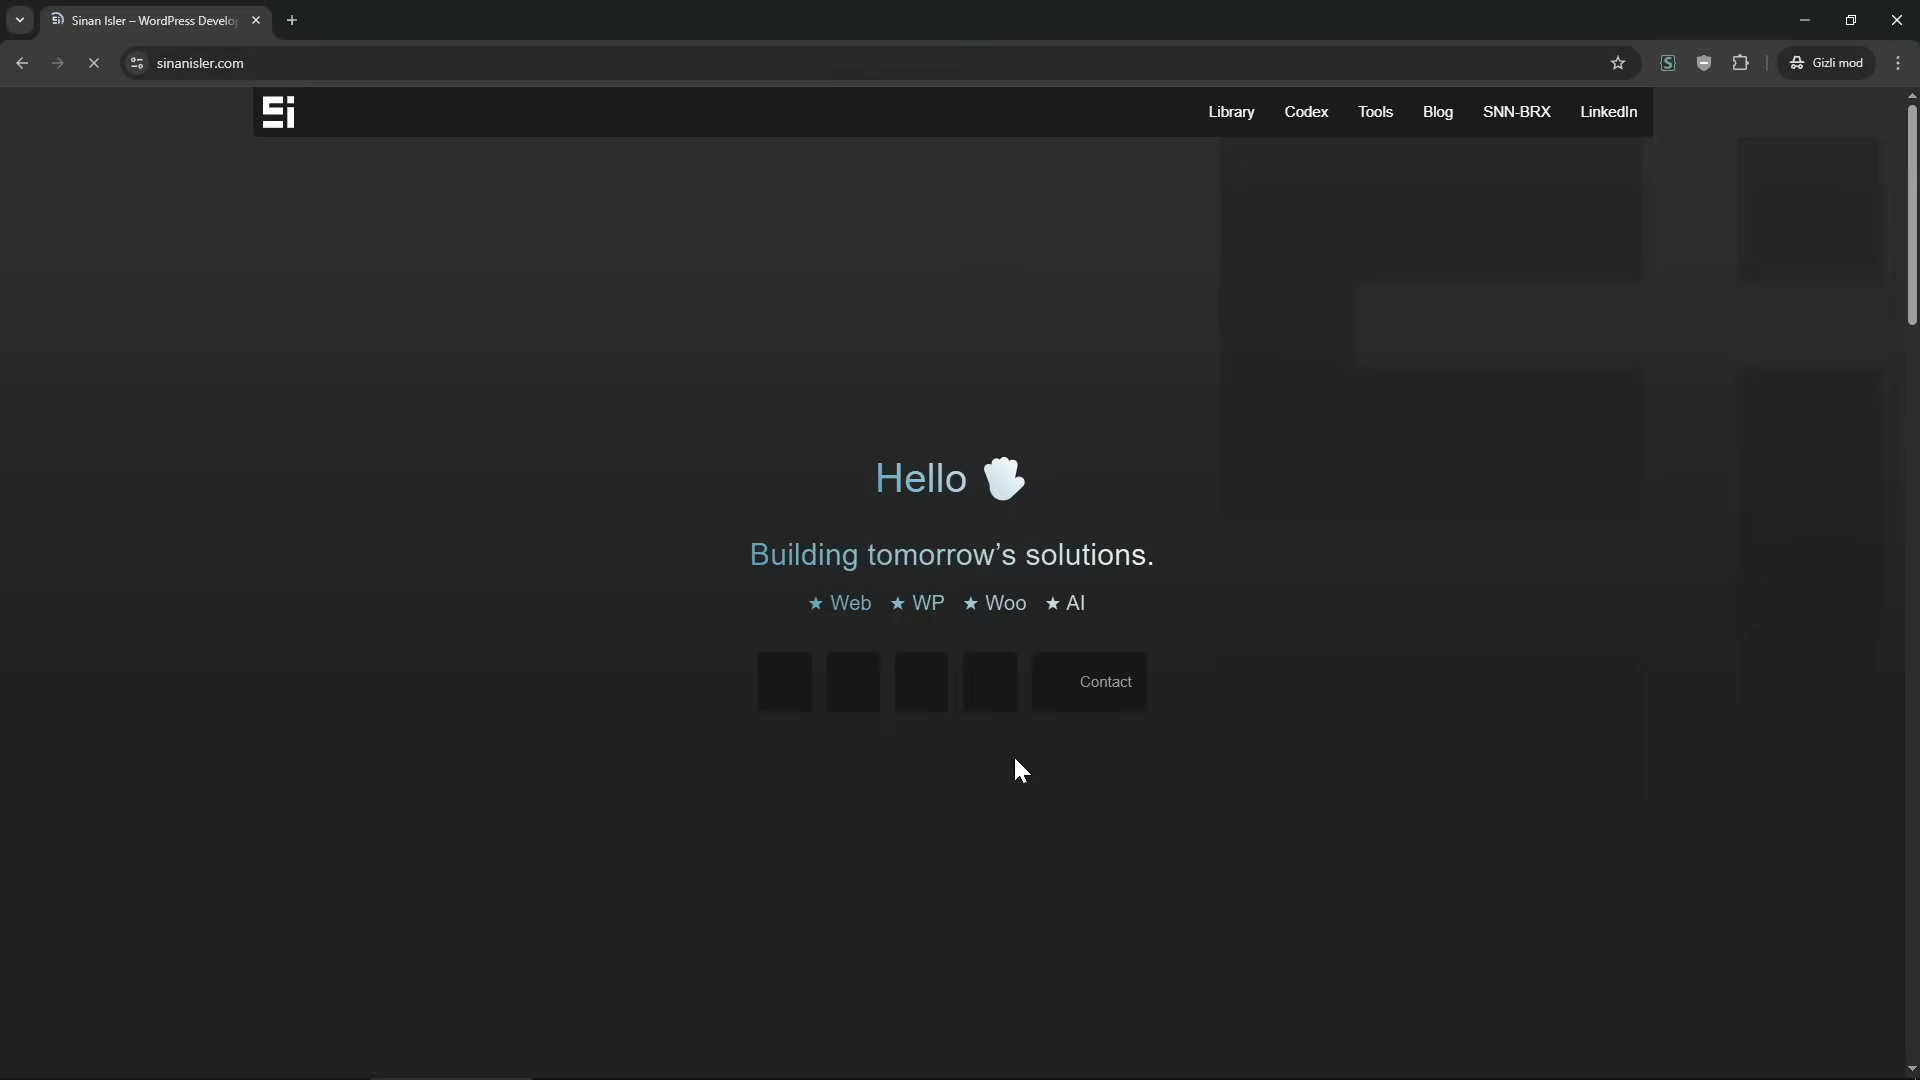 Sinan Isler – WordPress Develo
sinanisler.com
Gizli mod
Si
Library
Codex
Tools
Blog
SNN-BRX
LinkedIn
Hello 👋
Building tomorrow’s solutions.
★ Web ★ WP ★ Woo ★ AI
Contact